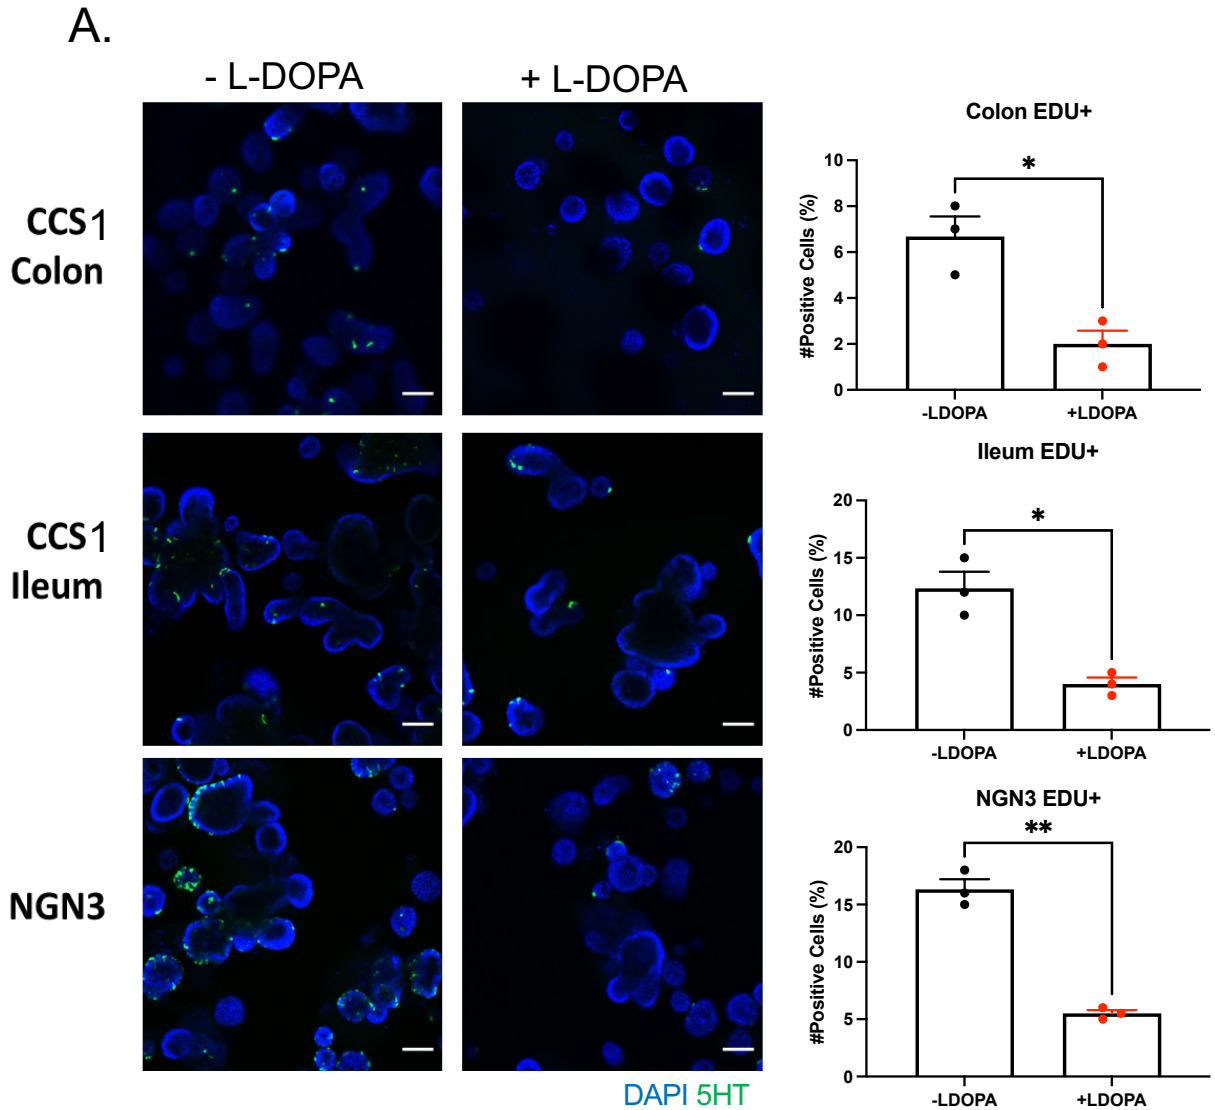 A.
- L-DOPA
+ L-DOPA
CCS1
Colon
CCS1
Ileum
NGN3
DAPI 5HT
Colon EDU+
*
#Positive Cells (%)
10
8
6
4
2
0
-LDOPA
+LDOPA
Ileum EDU+
*
#Positive Cells (%)
20
15
10
5
0
-LDOPA
+LDOPA
NGN3 EDU+
**
#Positive Cells (%)
20
15
10
5
0
-LDOPA
+LDOPA